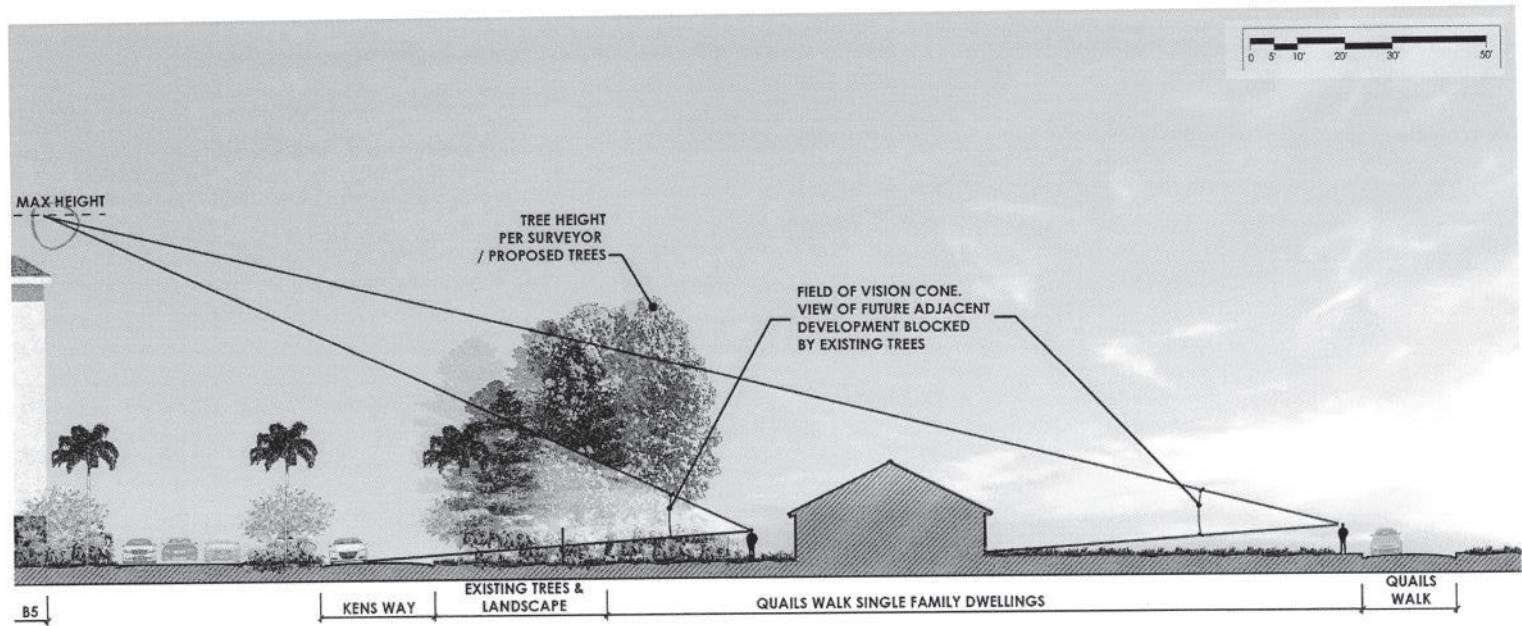 0 5' 10' 20' 30' 50'
MAX HEIGHT
TREE HEIGHT
PER SURVEYOR
/ PROPOSED TREES
FIELD OF VISION CONE.
VIEW OF FUTURE ADJACENT
DEVELOPMENT BLOCKED
BY EXISTING TREES
B5
KENS WAY
EXISTING TREES &
LANDSCAPE
QUAILS WALK SINGLE FAMILY DWELLINGS
QUAILS
WALK